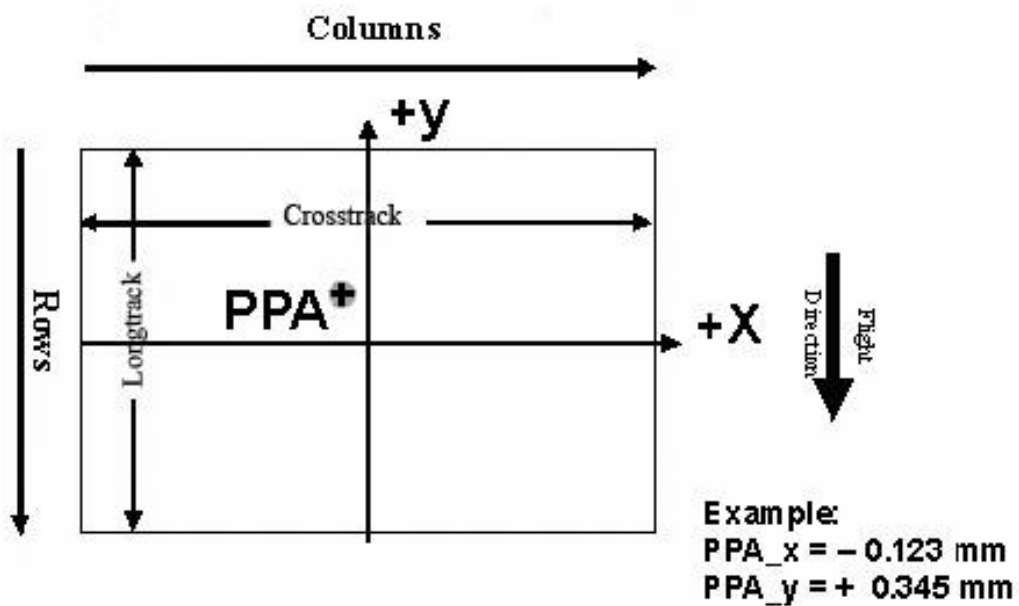 Columns
+y
Crosstrack
Rows
Longtrack
PPA
+X
Flight
Direction
Example:
PPA_x = – 0.123 mm
PPA_y = + 0.345 mm